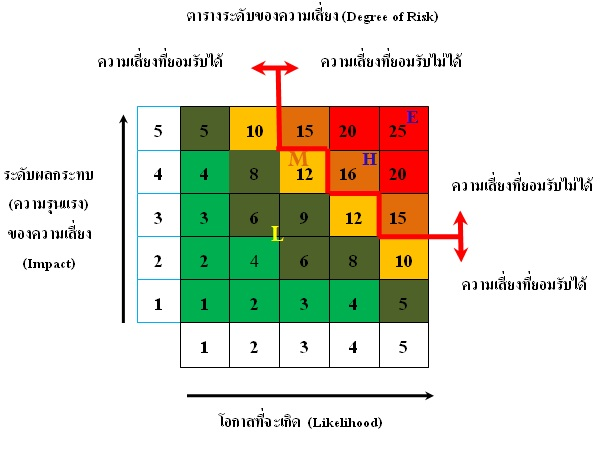 ตารางระดับของความเสี่ยง (Degree of Risk)
ความเสี่ยงที่ยอมรับได้ ความเสี่ยงที่ยอมรับไม่ได้
5 5 10 15 20 25 E
M H
ระดับผลกระทบ 4 4 8 12 16 20
(ความรุนแรง) ความเสี่ยงที่ยอมรับไม่ได้
ของความเสี่ยง 3 3 6 9 12 15
L
(Impact) 2 2 4 6 8 10
ความเสี่ยงที่ยอมรับได้
1 1 2 3 4 5
1 2 3 4 5
โอกาสที่จะเกิด (Likelihood)